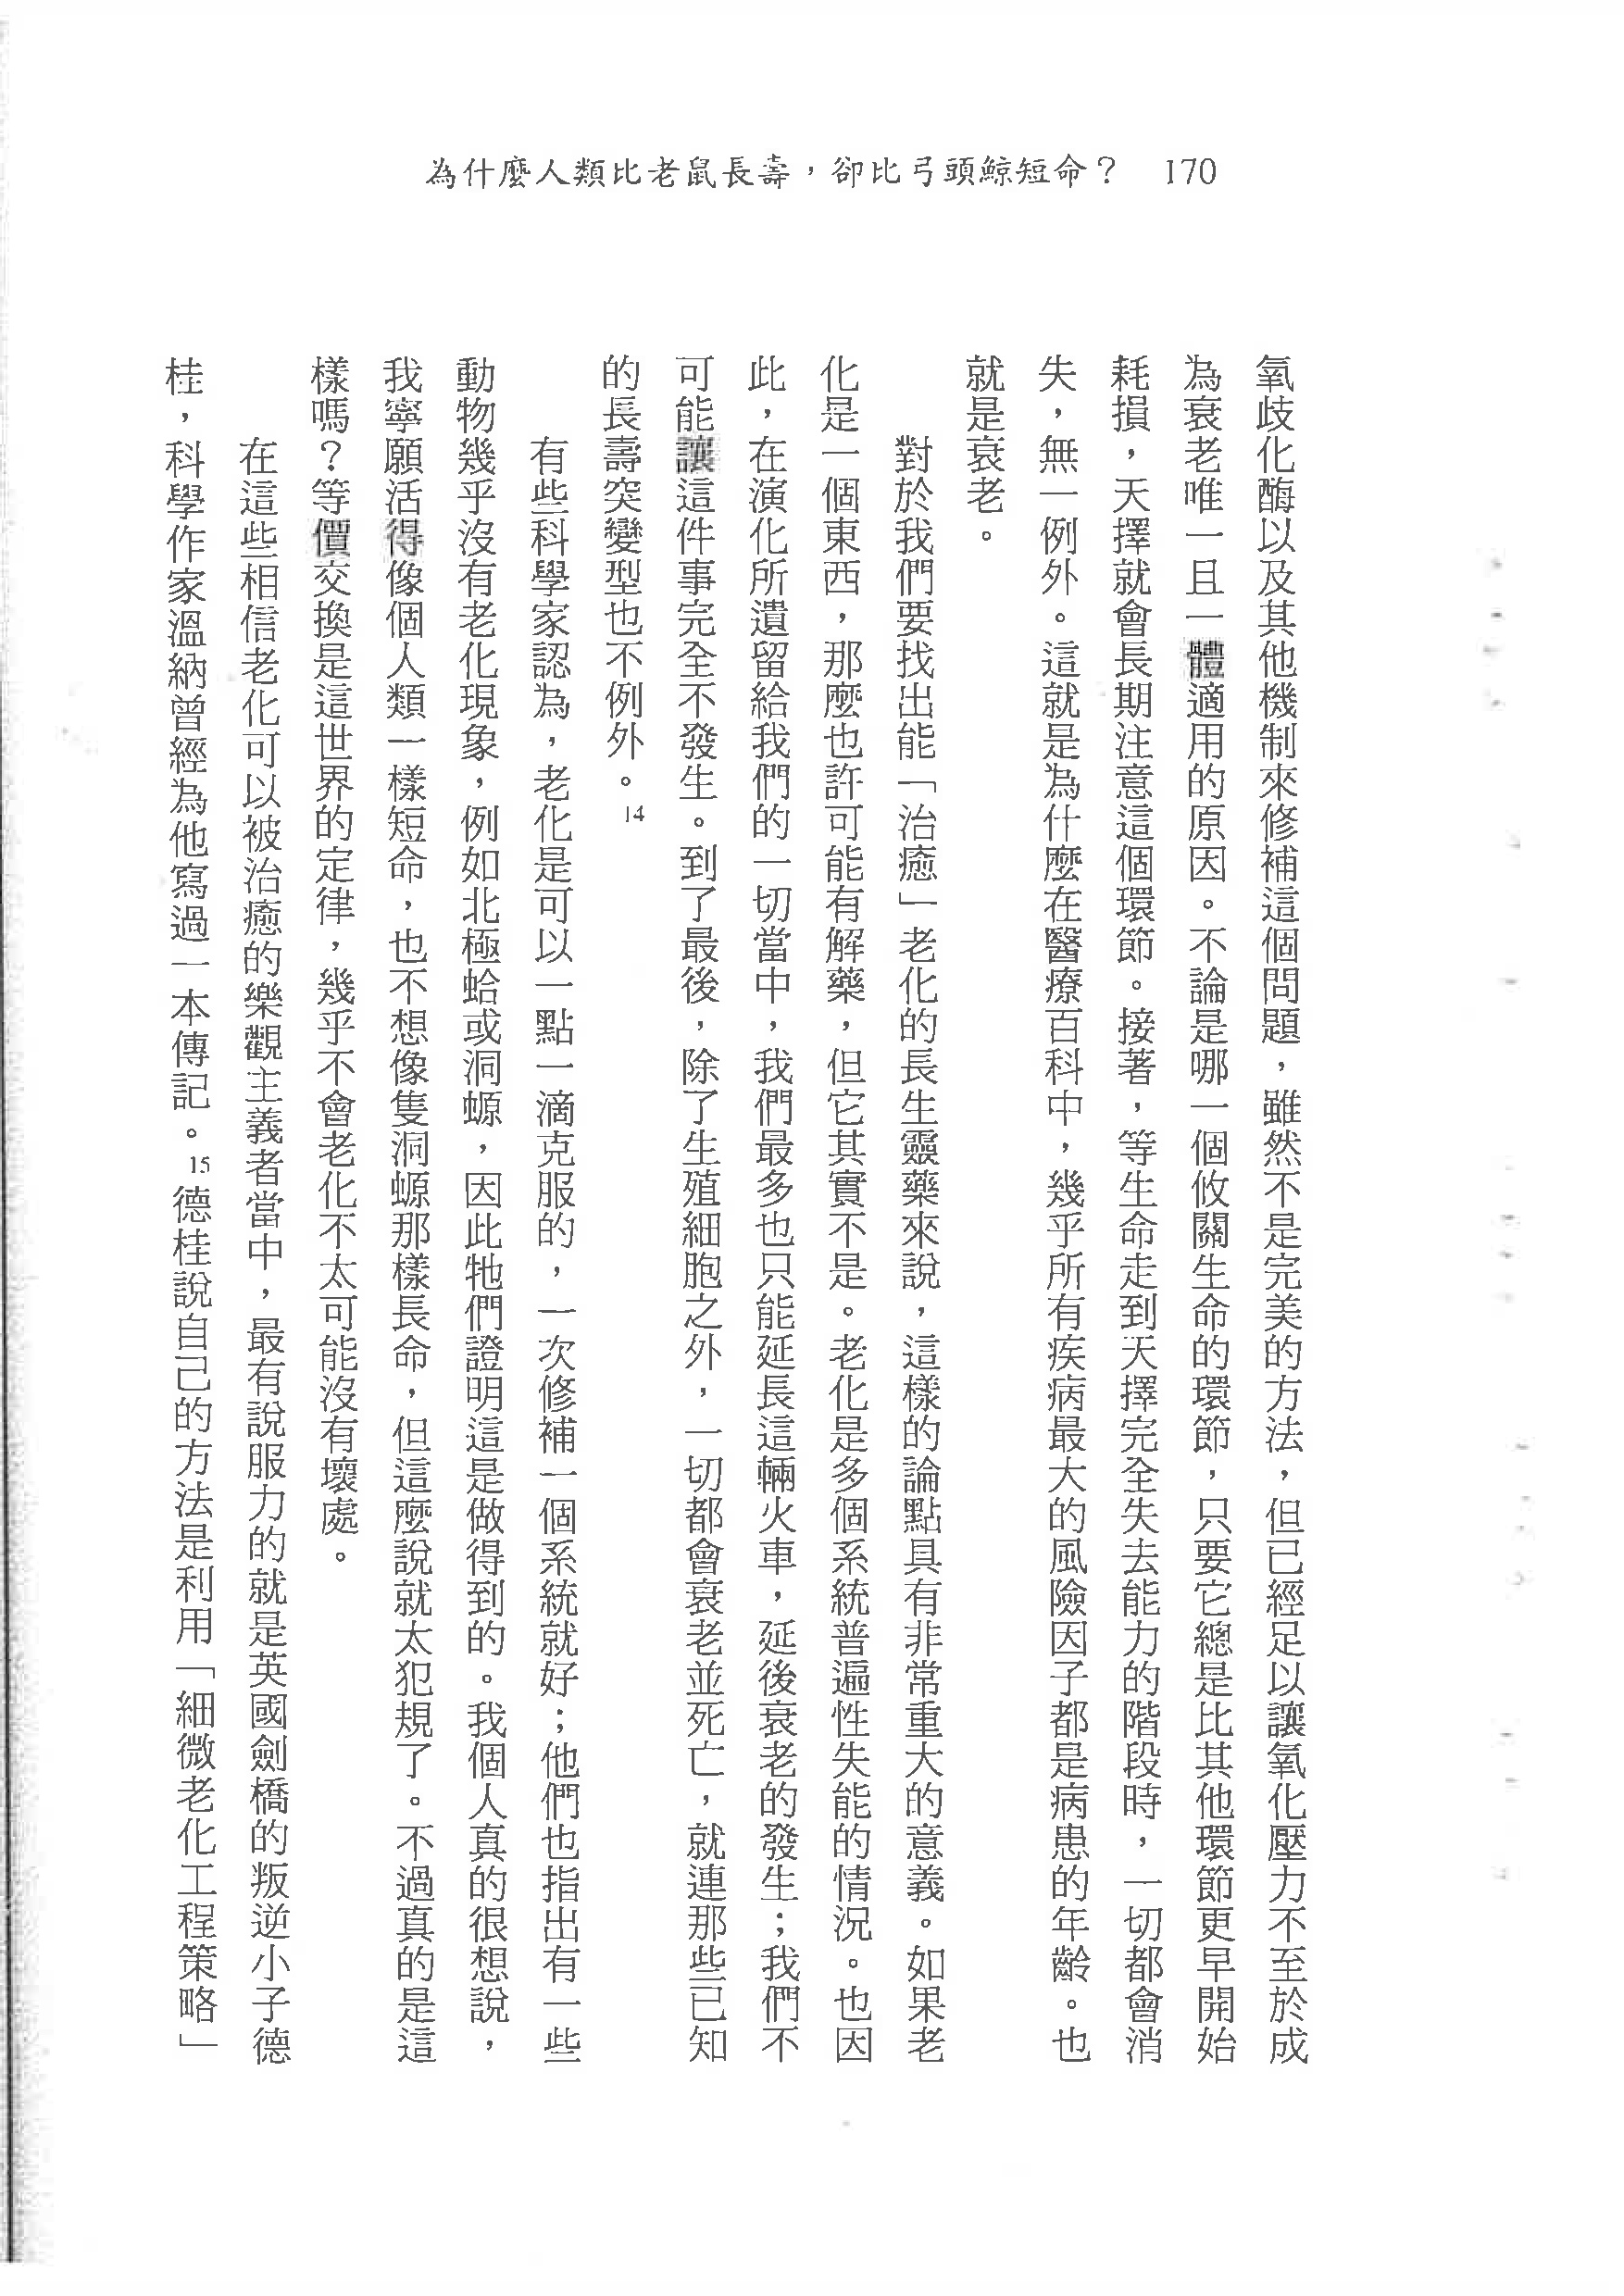 為什麼人類比老鼠長壽，卻比弓頭鯨短命？ 170
氧歧化酶以及其他機制來修補這個問題，雖然不是完美的方法，但已經足以讓氧化壓力不至於成
為衰老唯一且一體適用的原因。不論是哪一個攸關生命的環節，只要它總是比其他環節更早開始
耗損，天擇就會長期注意這個環節。接著，等生命走到天擇完全失去能力的階段時，一切都會消
失，無一例外。這就是為什麼在醫療百科中，幾乎所有疾病最大的風險因子都是病患的年齡。也
就是衰老。
對於我們要找出能「治癒」老化的長生靈藥來說，這樣的論點具有非常重大的意義。如果老
化是一個東西，那麼也許可能有解藥，但它其實不是。老化是多個系統普遍性失能的情況。也因
此，在演化所遺留給我們的一切當中，我們最多也只能延長這輛火車，延後衰老的發生；我們不
可能讓這件事完全不發生。到了最後，除了生殖細胞之外，一切都會衰老並死亡，就連那些已知
的長壽突變型也不例外。14
有些科學家認為，老化是可以一點一滴克服的，一次修補一個系統就好；他們也指出有一些
動物幾乎沒有老化現象，例如北極蛤或洞螈，因此牠們證明這是做得到的。我個人真的很想說，
我寧願活得像個人類一樣短命，也不想像隻洞螈那樣長命，但這麼說就太犯規了。不過真的是這
樣嗎？等價交換是這世界的定律，幾乎不會老化不太可能沒有壞處。
在這些相信老化可以被治癒的樂觀主義者當中，最有說服力的就是英國劍橋的叛逆小子德
桂，科學作家溫納曾經為他寫過一本傳記。15德桂說自己的方法是利用「細微老化工程策略」